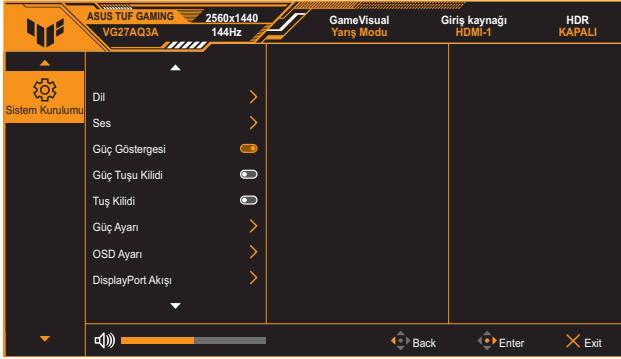 ASUS TUF GAMING 2560x1440 GameVisual Giriş kaynağı HDR
VG27AQ3A 144Hz Yarış Modu HDMI-1 KAPALI
Sistem Kurulumu
Dil
Ses
Güç Göstergesi
Güç Tuşu Kilidi
Tuş Kilidi
Güç Ayarı
OSD Ayarı
DisplayPort Akışı
Back Enter Exit